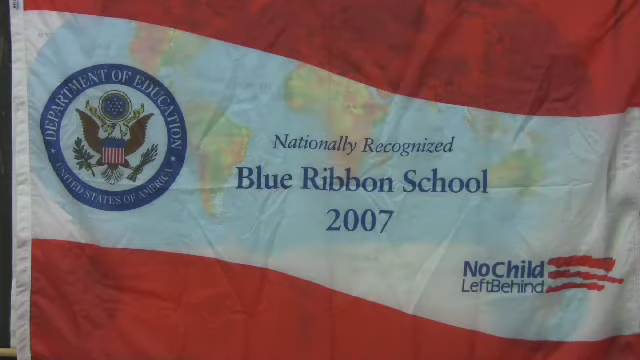 DEPARTMENT OF EDUCATION
UNITED STATES OF AMERICA
Nationally Recognized
Blue Ribbon School
2007
NoChild
LeftBehind